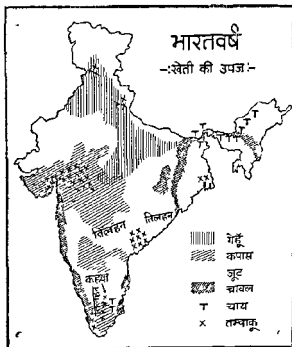 भारतवर्ष
-:खेती की उपज:-
तिलहन
तिलहन
कहवा
गेहूँ
कपास
जूट
चावल
T चाय
x तम्बाकू